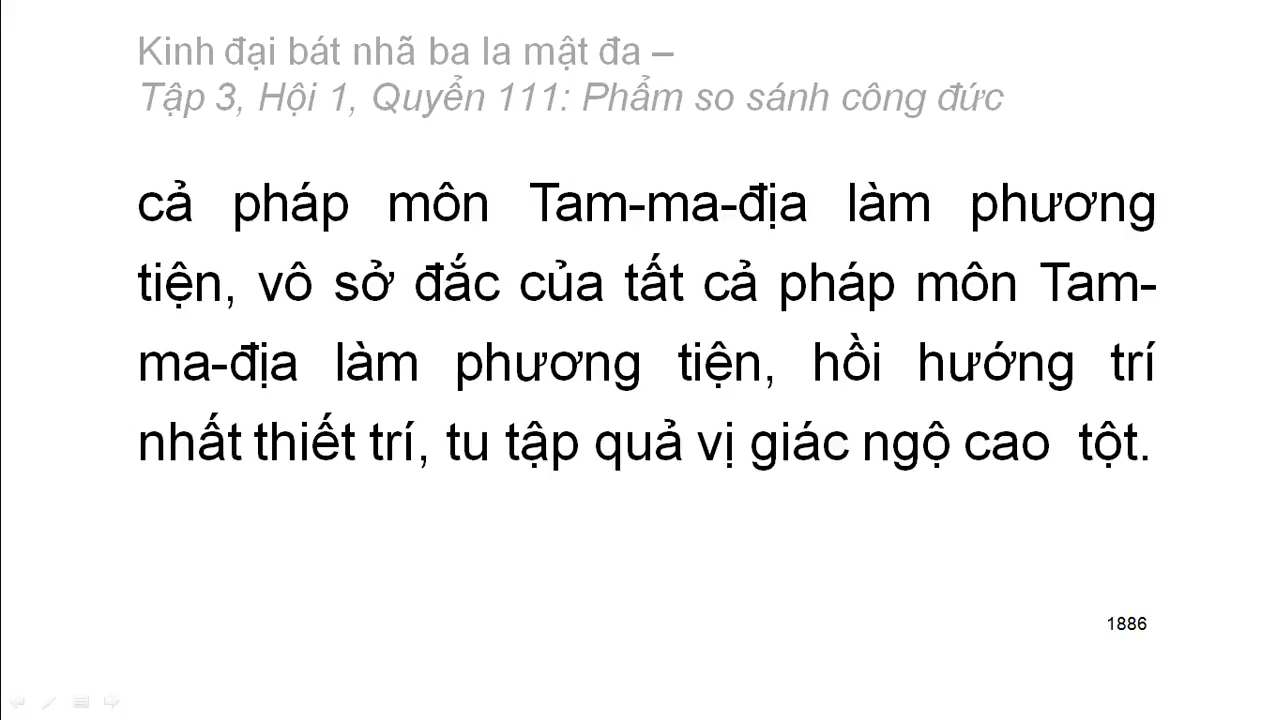 Kinh đại bát nhã ba la mật đa –
Tập 3, Hội 1, Quyển 111: Phẩm so sánh công đức
cả pháp môn Tam-ma-địa làm phương
tiện, vô sở đắc của tất cả pháp môn Tam-
ma-địa làm phương tiện, hồi hướng trí
nhất thiết trí, tu tập quả vị giác ngộ cao tột.
1886